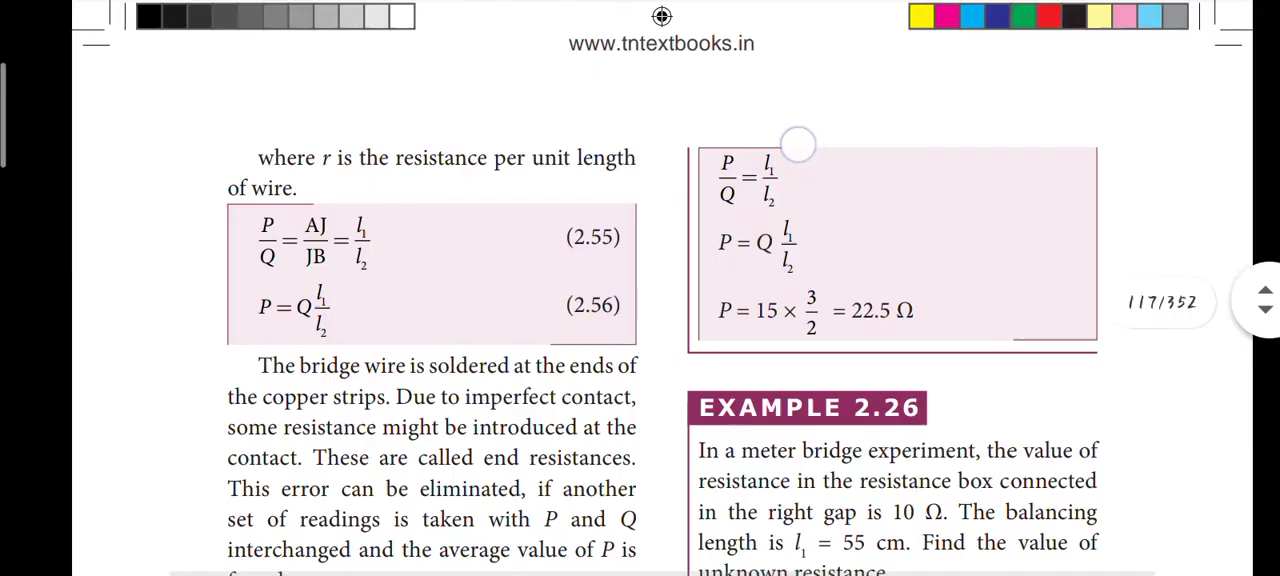 www.tntextbooks.in
where r is the resistance per unit length
of wire.
P/Q = AJ/JB = l₁/l₂ (2.55)
P = Q l₁/l₂ (2.56)
The bridge wire is soldered at the ends of
the copper strips. Due to imperfect contact,
some resistance might be introduced at the
contact. These are called end resistances.
This error can be eliminated, if another
set of readings is taken with P and Q
interchanged and the average value of P is
P/Q = l₁/l₂
P = Q l₁/l₂
P = 15 × 3/2 = 22.5 Ω
EXAMPLE 2.26
In a meter bridge experiment, the value of
resistance in the resistance box connected
in the right gap is 10 Ω. The balancing
length is l₁ = 55 cm. Find the value of
unknown resistance
117/352